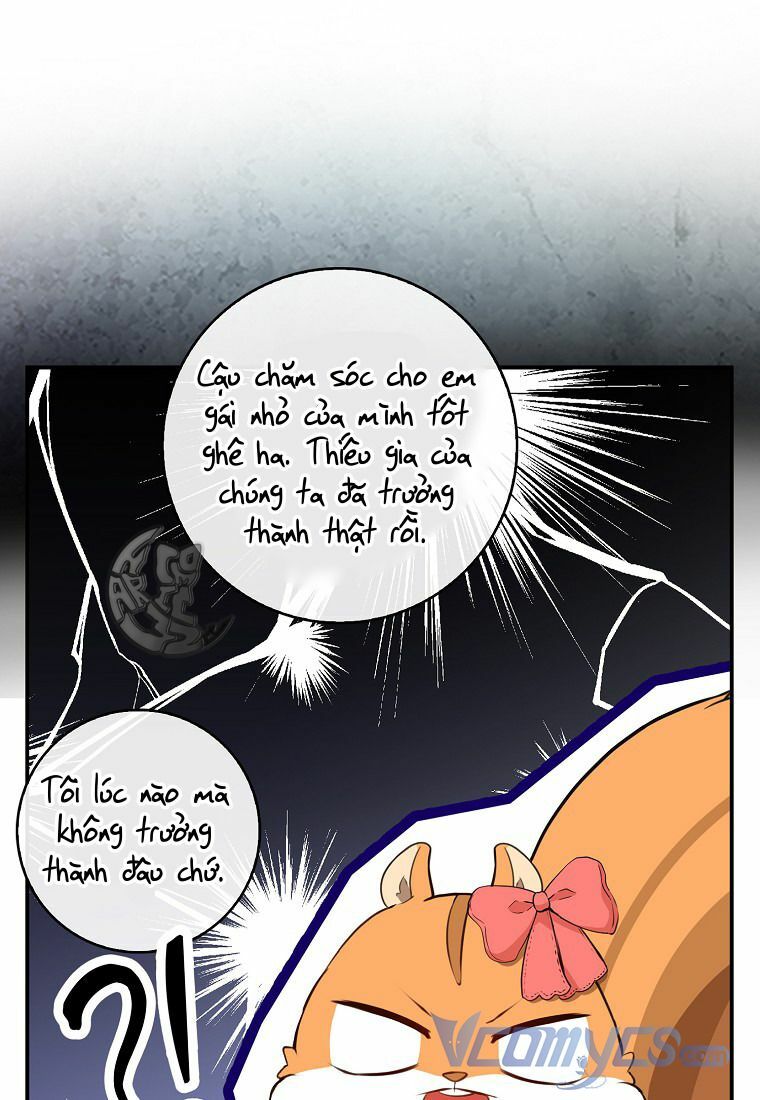 Cậu chăm sóc cho em
gái nhỏ của mình tốt
ghê ha. Thiếu gia của
chúng ta đã trưởng
thành thật rồi.
Tôi lúc nào mà
không trưởng
thành đâu chứ.
?!
VCOMYCS.COM